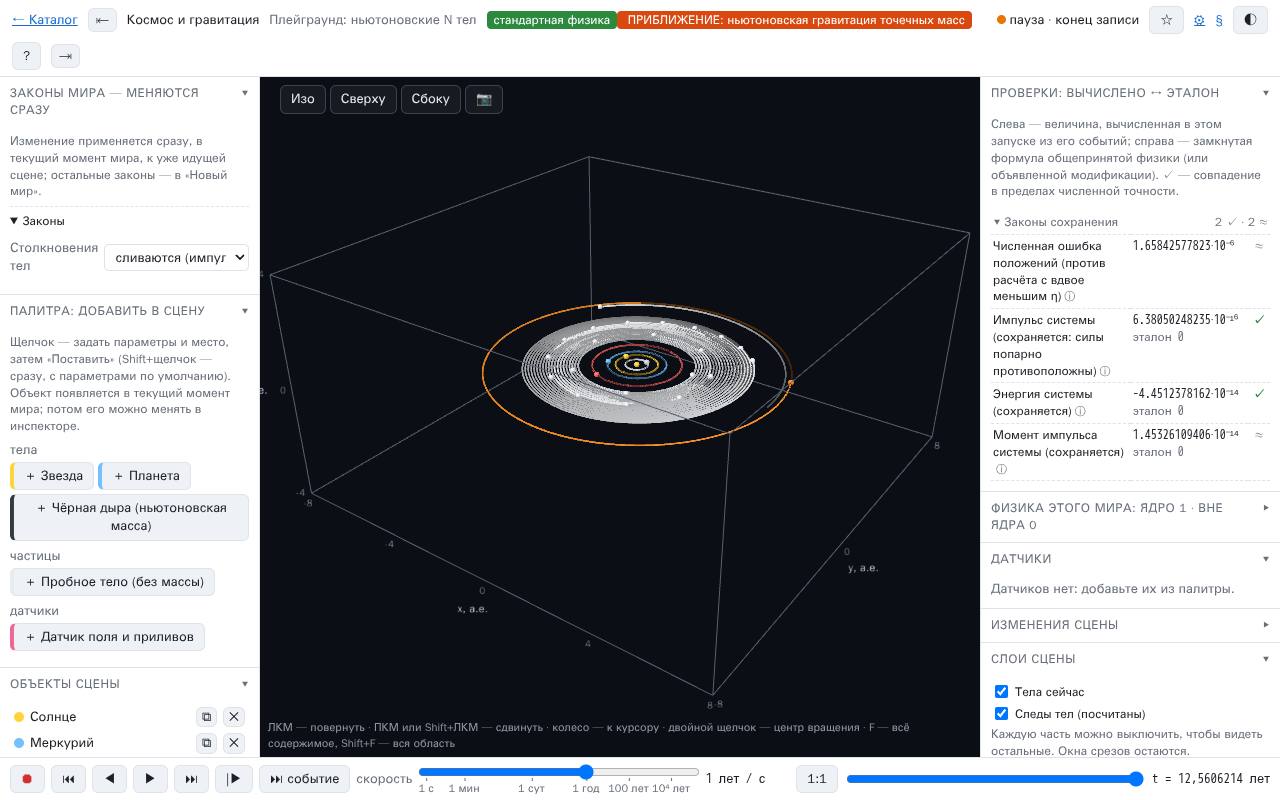 ← Каталог ⇤ Космос и гравитация Плейграунд: ньютоновские N тел стандартная физика ПРИБЛИЖЕНИЕ: ньютоновская гравитация точечных масс пауза · конец записи ☆ ⚙ § ◐
? ⇥
ЗАКОНЫ МИРА — МЕНЯЮТСЯ СРАЗУ ▾
Изменение применяется сразу, в
текущий момент мира, к уже идущей
сцене; остальные законы — в «Новый
мир».
▼ Законы
Столкновения тел сливаются (импул
ПАЛИТРА: ДОБАВИТЬ В СЦЕНУ ▾
Щелчок — задать параметры и место,
затем «Поставить» (Shift+щелчок —
сразу, с параметрами по умолчанию).
Объект появляется в текущий момент
мира; потом его можно менять в
инспекторе.
тела
+ Звезда + Планета
+ Чёрная дыра (ньютоновская
масса)
частицы
+ Пробное тело (без массы)
датчики
+ Датчик поля и приливов
ОБЪЕКТЫ СЦЕНЫ ▾
Солнце ⧉ ✕
Меркурий ⧉ ✕
Изо Сверху Сбоку 📷
4
е. 0
-4
-8
-4
0
x, а.е.
4
8 -8
0
y, а.е.
8
ЛКМ — повернуть · ПКМ или Shift+ЛКМ — сдвинуть · колесо — к курсору · двойной щелчок — центр вращения · F — всё
содержимое, Shift+F — вся область
ПРОВЕРКИ: ВЫЧИСЛЕНО ↔ ЭТАЛОН ▾
Слева — величина, вычисленная в этом
запуске из его событий; справа — замкнутая
формула общепринятой физики (или
объявленной модификации). ✓ — совпадение
в пределах численной точности.
▾ Законы сохранения 2 ✓ · 2 ≈
Численная ошибка 1.65842577823·10⁻⁶ ≈
положений (против
расчёта с вдвое
меньшим η) ⓘ
Импульс системы 6.38050248235·10⁻¹⁶ ✓
(сохраняется: силы эталон 0
попарно
противоположны) ⓘ
Энергия системы -4.4512378162·10⁻¹⁴ ✓
(сохраняется) ⓘ эталон 0
Момент импульса 1.45326109406·10⁻¹⁴ ≈
системы (сохраняется) эталон 0
ⓘ
ФИЗИКА ЭТОГО МИРА: ЯДРО 1 · ВНЕ ▸
ЯДРА 0
ДАТЧИКИ ▾
Датчиков нет: добавьте их из палитры.
ИЗМЕНЕНИЯ СЦЕНЫ ▸
СЛОИ СЦЕНЫ ▾
Тела сейчас
Следы тел (посчитаны)
Каждую часть можно выключить, чтобы видеть
остальные. Окна срезов остаются.
⏺ ⏮ ◀ ▶ ⏭ |▶ ⏭ событие скорость 1 лет / с 1:1 t = 12,5606214 лет
1 с 1 мин 1 сут 1 год 100 лет 10⁴ лет